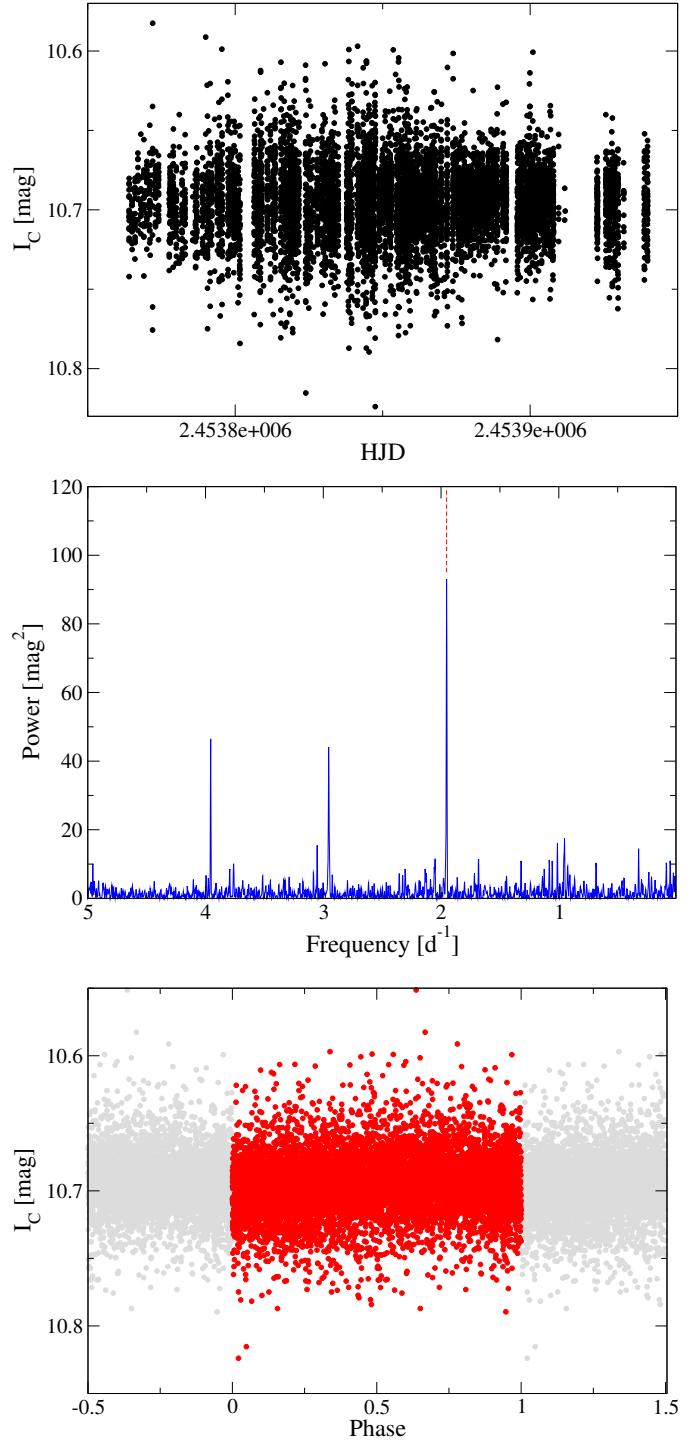 10.6
10.7
10.8
I_C [mag]
2.4538e+006 2.4539e+006
HJD
120
100
80
60
40
20
0
Power [mag^2]
5 4 3 2 1
Frequency [d^-1]
10.6
10.7
10.8
I_C [mag]
-0.5 0 0.5 1 1.5
Phase